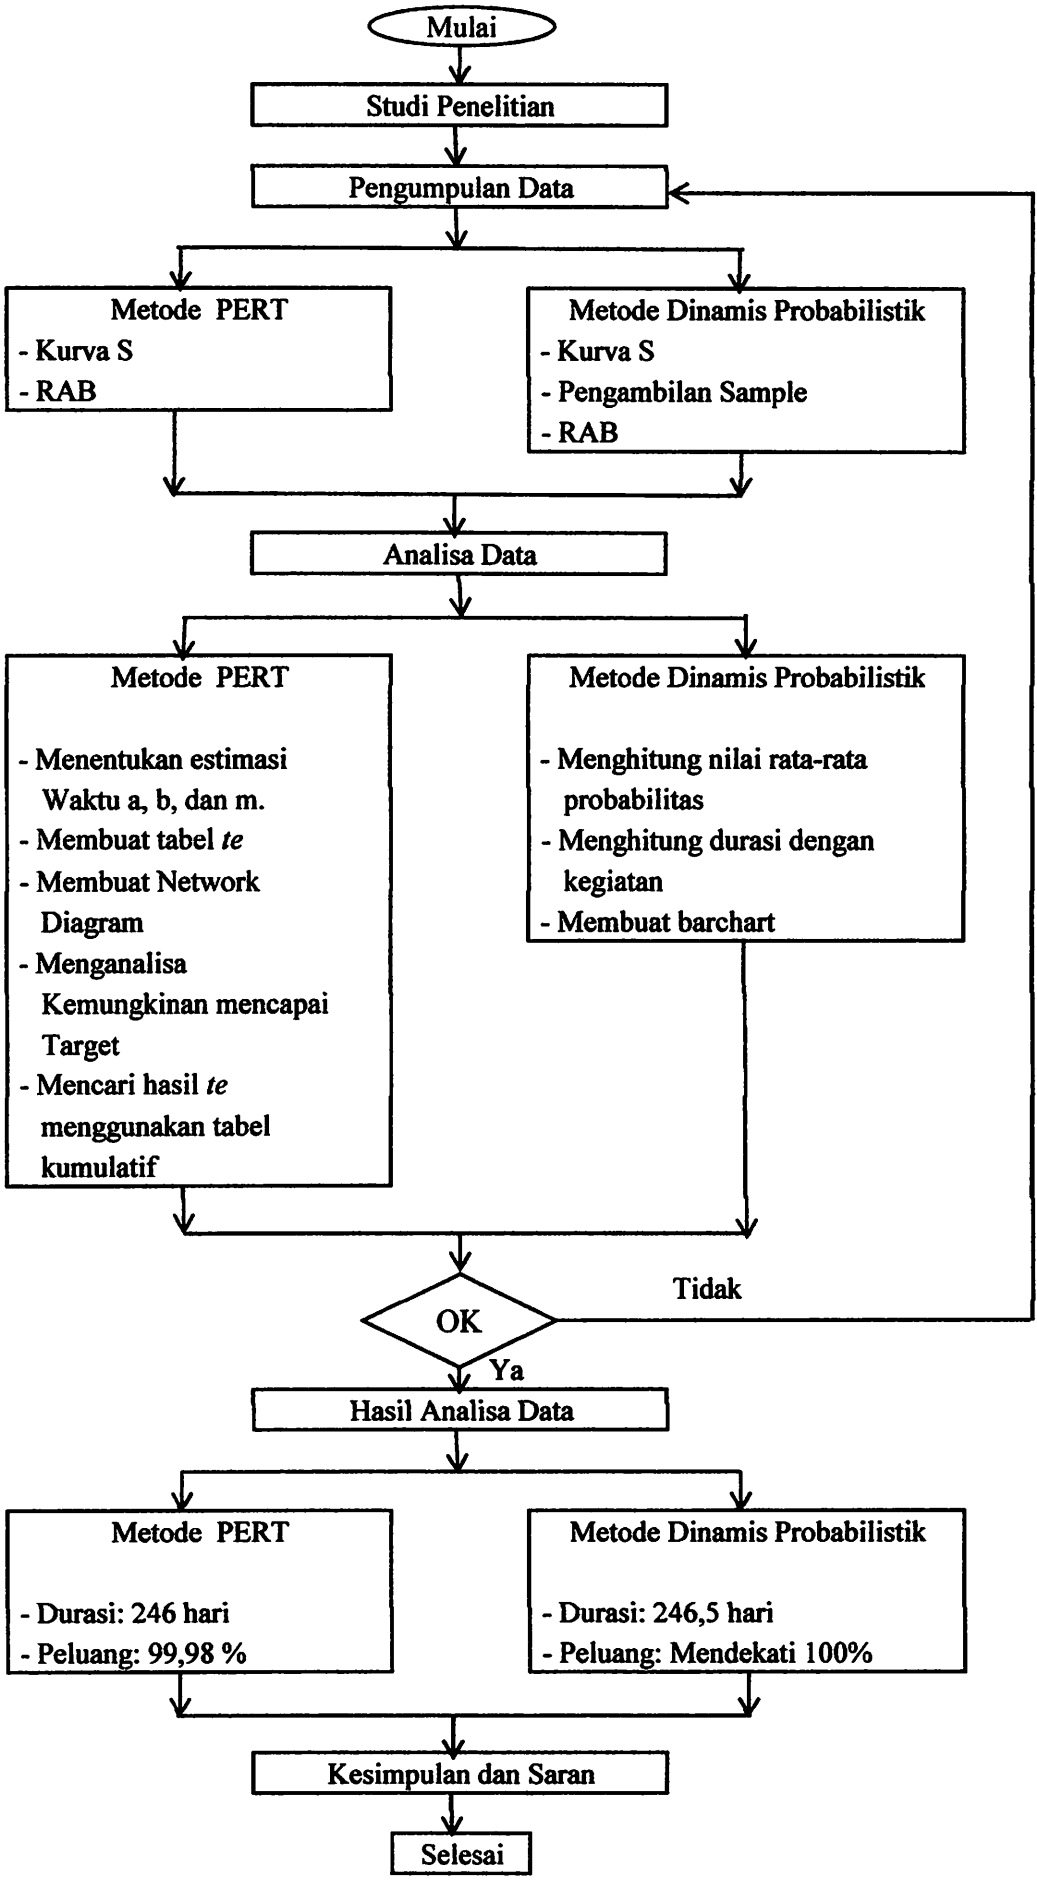 Mulai
Studi Penelitian
Pengumpulan Data
Metode PERT
- Kurva S
- RAB
Metode Dinamis Probabilistik
- Kurva S
- Pengambilan Sample
- RAB
Analisa Data
Metode PERT
- Menentukan estimasi
Waktu a, b, dan m.
- Membuat tabel te
- Membuat Network
Diagram
- Menganalisa
Kemungkinan mencapai
Target
- Mencari hasil te
menggunakan tabel
kumulatif
Metode Dinamis Probabilistik
- Menghitung nilai rata-rata
probabilitas
- Menghitung durasi dengan
kegiatan
- Membuat barchart
OK
Tidak
Ya
Hasil Analisa Data
Metode PERT
- Durasi: 246 hari
- Peluang: 99,98 %
Metode Dinamis Probabilistik
- Durasi: 246,5 hari
- Peluang: Mendekati 100%
Kesimpulan dan Saran
Selesai